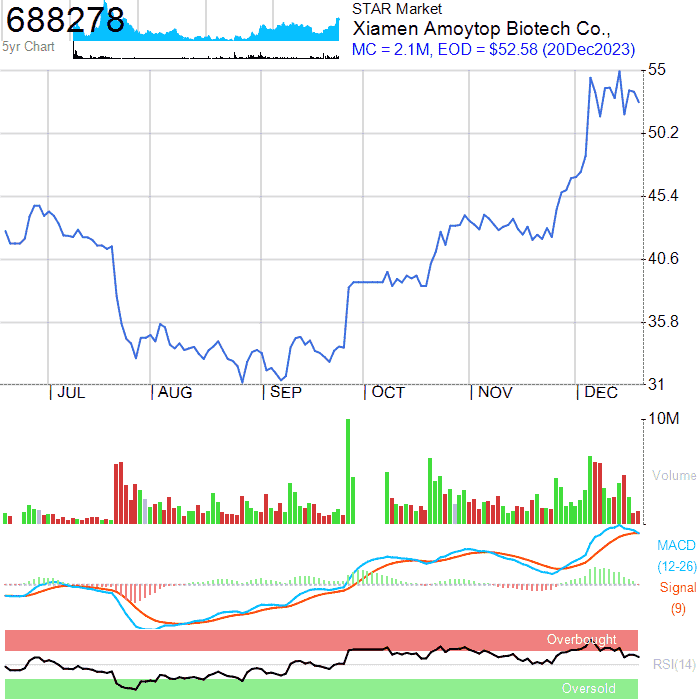 688278
5yr Chart
STAR Market
Xiamen Amoytop Biotech Co.,
MC = 2.1M, EOD = $52.58 (20Dec2023)
55
50.2
45.4
40.6
35.8
31
JUL
AUG
SEP
OCT
NOV
DEC
10M
Volume
MACD
(12-26)
Signal
(9)
Overbought
RSI(14)
Oversold